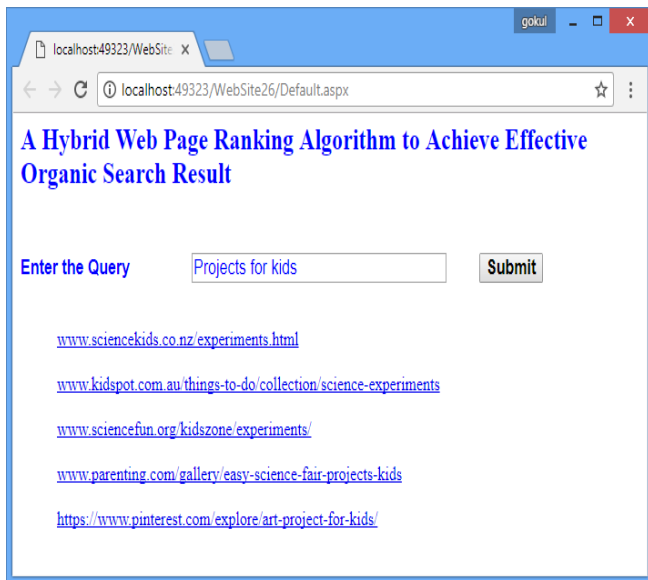 gokul
localhost:49323/WebSite
localhost:49323/WebSite26/Default.aspx
A Hybrid Web Page Ranking Algorithm to Achieve Effective
Organic Search Result
Enter the Query Projects for kids Submit
www.sciencekids.co.nz/experiments.html
www.kidspot.com.au/things-to-do/collection/science-experiments
www.sciencefun.org/kidszone/experiments/
www.parenting.com/gallery/easy-science-fair-projects-kids
https://www.pinterest.com/explore/art-project-for-kids/